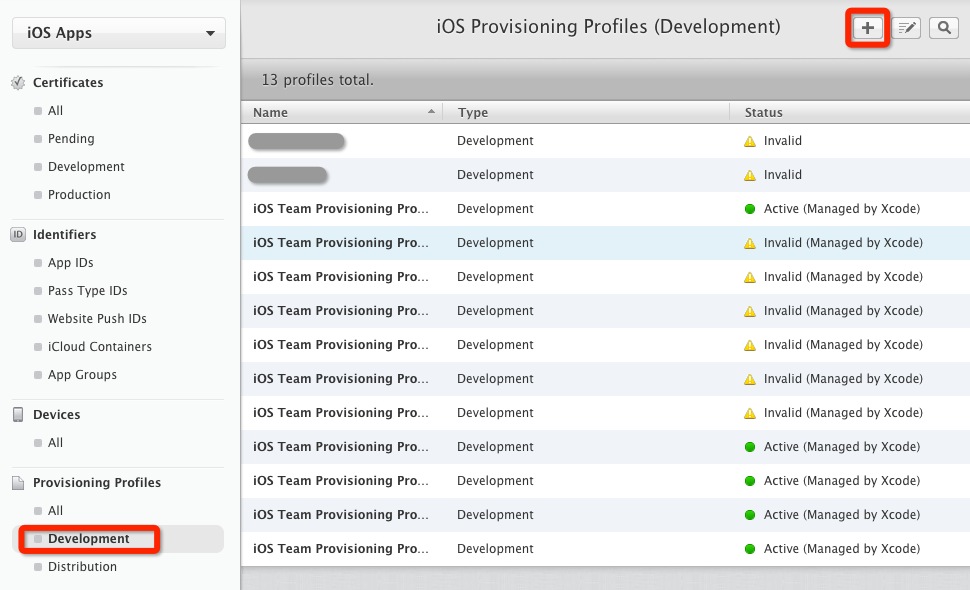 iOS Apps
Certificates
All
Pending
Development
Production
ID Identifiers
App IDs
Pass Type IDs
Website Push IDs
iCloud Containers
App Groups
Devices
All
Provisioning Profiles
All
Development
Distribution
iOS Provisioning Profiles (Development)
13 profiles total.
Name Type Status
Development Invalid
Development Invalid
iOS Team Provisioning Pro... Development Active (Managed by Xcode)
iOS Team Provisioning Pro... Development Invalid (Managed by Xcode)
iOS Team Provisioning Pro... Development Invalid (Managed by Xcode)
iOS Team Provisioning Pro... Development Invalid (Managed by Xcode)
iOS Team Provisioning Pro... Development Invalid (Managed by Xcode)
iOS Team Provisioning Pro... Development Invalid (Managed by Xcode)
iOS Team Provisioning Pro... Development Invalid (Managed by Xcode)
iOS Team Provisioning Pro... Development Active (Managed by Xcode)
iOS Team Provisioning Pro... Development Active (Managed by Xcode)
iOS Team Provisioning Pro... Development Active (Managed by Xcode)
iOS Team Provisioning Pro... Development Active (Managed by Xcode)